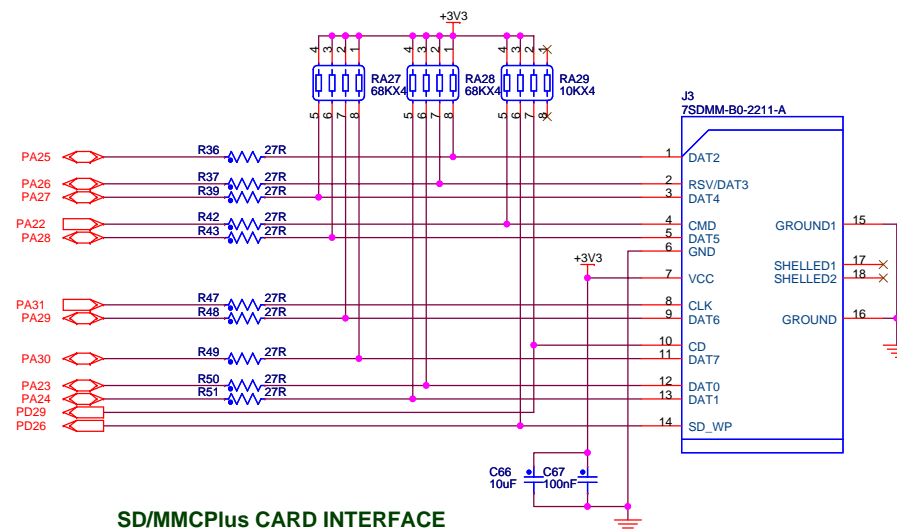 +3V3
4 3 2 1
4 3 2 1
4 3 2 1
RA27
68KX4
RA28
68KX4
RA29
10KX4
5 6 7 8
5 6 7 8
5 6 7 8
J3
7SDMM-B0-2211-A
PA25 R36 27R 1 DAT2
PA26 R37 27R 2 RSV/DAT3
PA27 R39 27R 3 DAT4
PA22 R42 27R 4 CMD GROUND1 15
PA28 R43 27R 5 DAT5
6 GND
+3V3 SHELLED1 17
7 VCC SHELLED2 18
PA31 R47 27R 8 CLK
PA29 R48 27R 9 DAT6 GROUND 16
10 CD
PA30 R49 27R 11 DAT7
PA23 R50 27R 12 DAT0
PA24 R51 27R 13 DAT1
PD29
PD26 14 SD_WP
C66
10uF
C67
100nF
SD/MMCPlus CARD INTERFACE